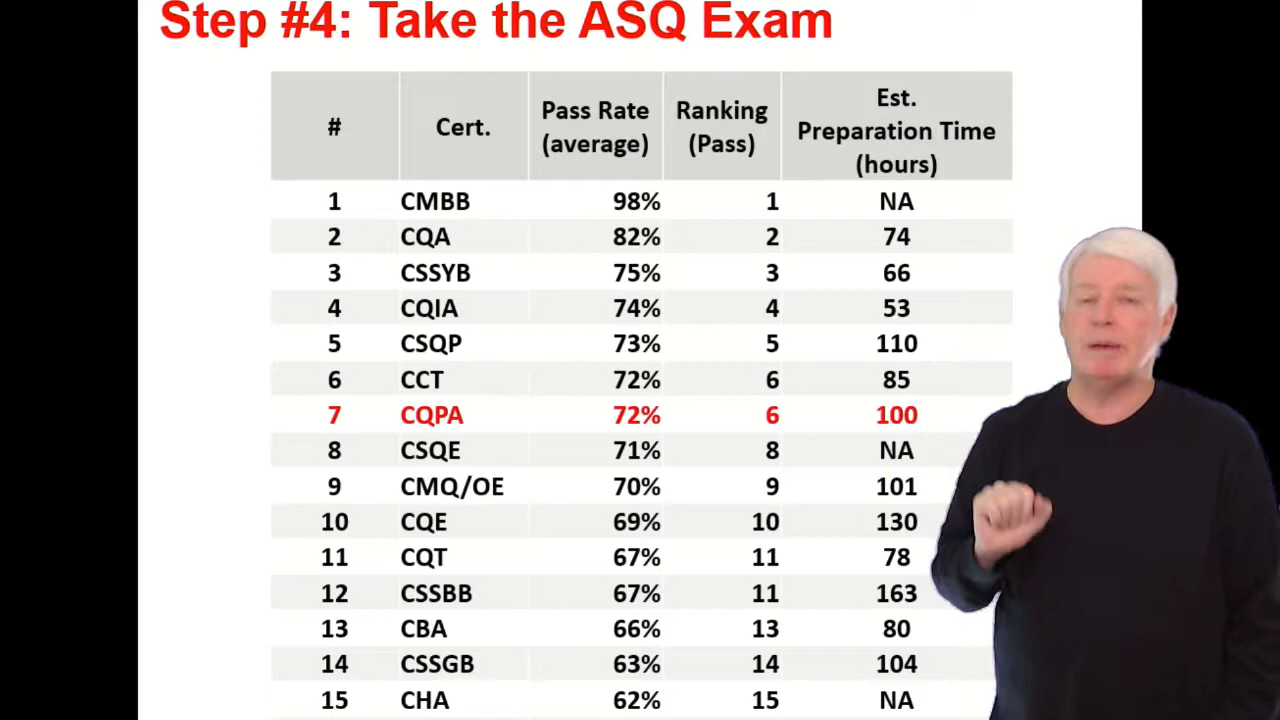 Step #4: Take the ASQ Exam
# Cert. Pass Rate (average) Ranking (Pass) Est. Preparation Time (hours)
1 CMBB 98% 1 NA
2 CQA 82% 2 74
3 CSSYB 75% 3 66
4 CQIA 74% 4 53
5 CSQP 73% 5 110
6 CCT 72% 6 85
7 CQPA 72% 6 100
8 CSQE 71% 8 NA
9 CMQ/OE 70% 9 101
10 CQE 69% 10 130
11 CQT 67% 11 78
12 CSSBB 67% 11 163
13 CBA 66% 13 80
14 CSSGB 63% 14 104
15 CHA 62% 15 NA